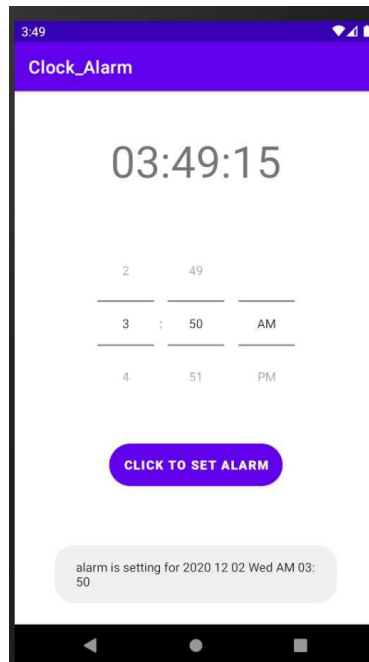 3:49
Clock_Alarm
03:49:15
2 49
3 : 50 AM
4 51 PM
CLICK TO SET ALARM
alarm is setting for 2020 12 02 Wed AM 03:
50